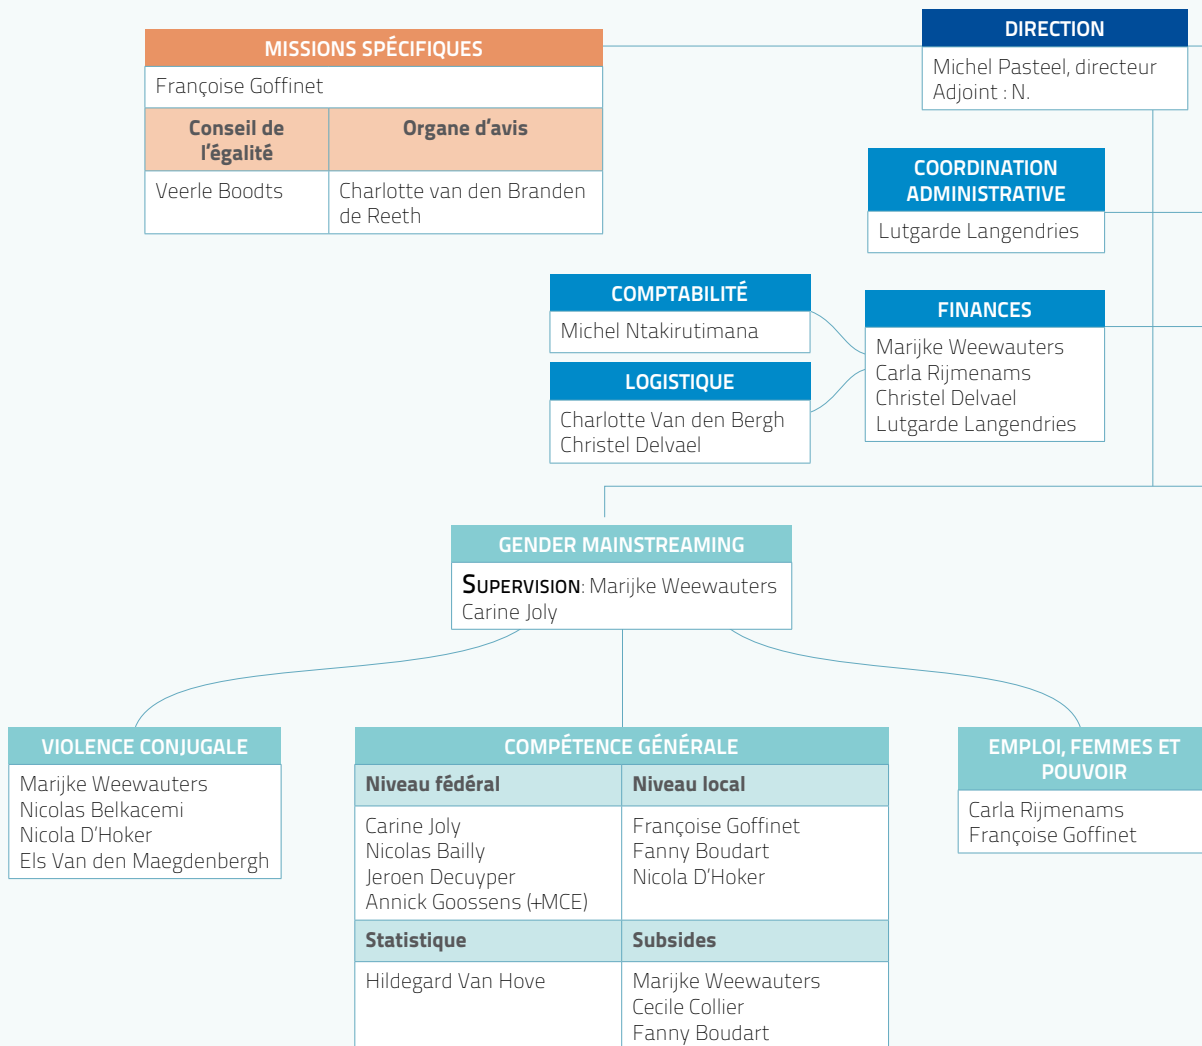 DIRECTION
Michel Pasteel, directeur
Adjoint : N.
MISSIONS SPÉCIFIQUES
Françoise Goffinet
Conseil de
l'égalité
Organe d'avis
Veerle Boodts
Charlotte van den Branden
de Reeth
COORDINATION
ADMINISTRATIVE
Lutgarde Langendries
COMPTABILITÉ
Michel Ntakirutimana
LOGISTIQUE
Charlotte Van den Bergh
Christel Delvael
FINANCES
Marijke Weewauters
Carla Rijmenams
Christel Delvael
Lutgarde Langendries
GENDER MAINSTREAMING
SUPERVISION: Marijke Weewauters
Carine Joly
VIOLENCE CONJUGALE
Marijke Weewauters
Nicolas Belkacemi
Nicola D'Hoker
Els Van den Maegdenbergh
COMPÉTENCE GÉNÉRALE
Niveau fédéral
Carine Joly
Nicolas Bailly
Jeroen Decuyper
Annick Goossens (+MCE)
Niveau local
Françoise Goffinet
Fanny Boudart
Nicola D'Hoker
Statistique
Hildegard Van Hove
Subsides
Marijke Weewauters
Cecile Collier
Fanny Boudart
EMPLOI, FEMMES ET
POUVOIR
Carla Rijmenams
Françoise Goffinet